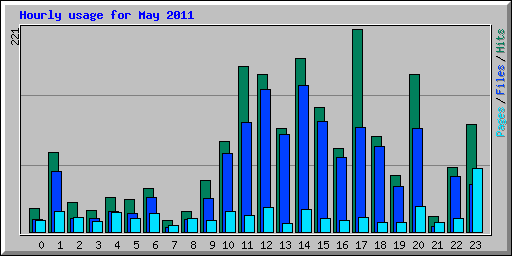 Hourly usage for May 2011
221
Pages/Files/Hits
0 1 2 3 4 5 6 7 8 9 10 11 12 13 14 15 16 17 18 19 20 21 22 23